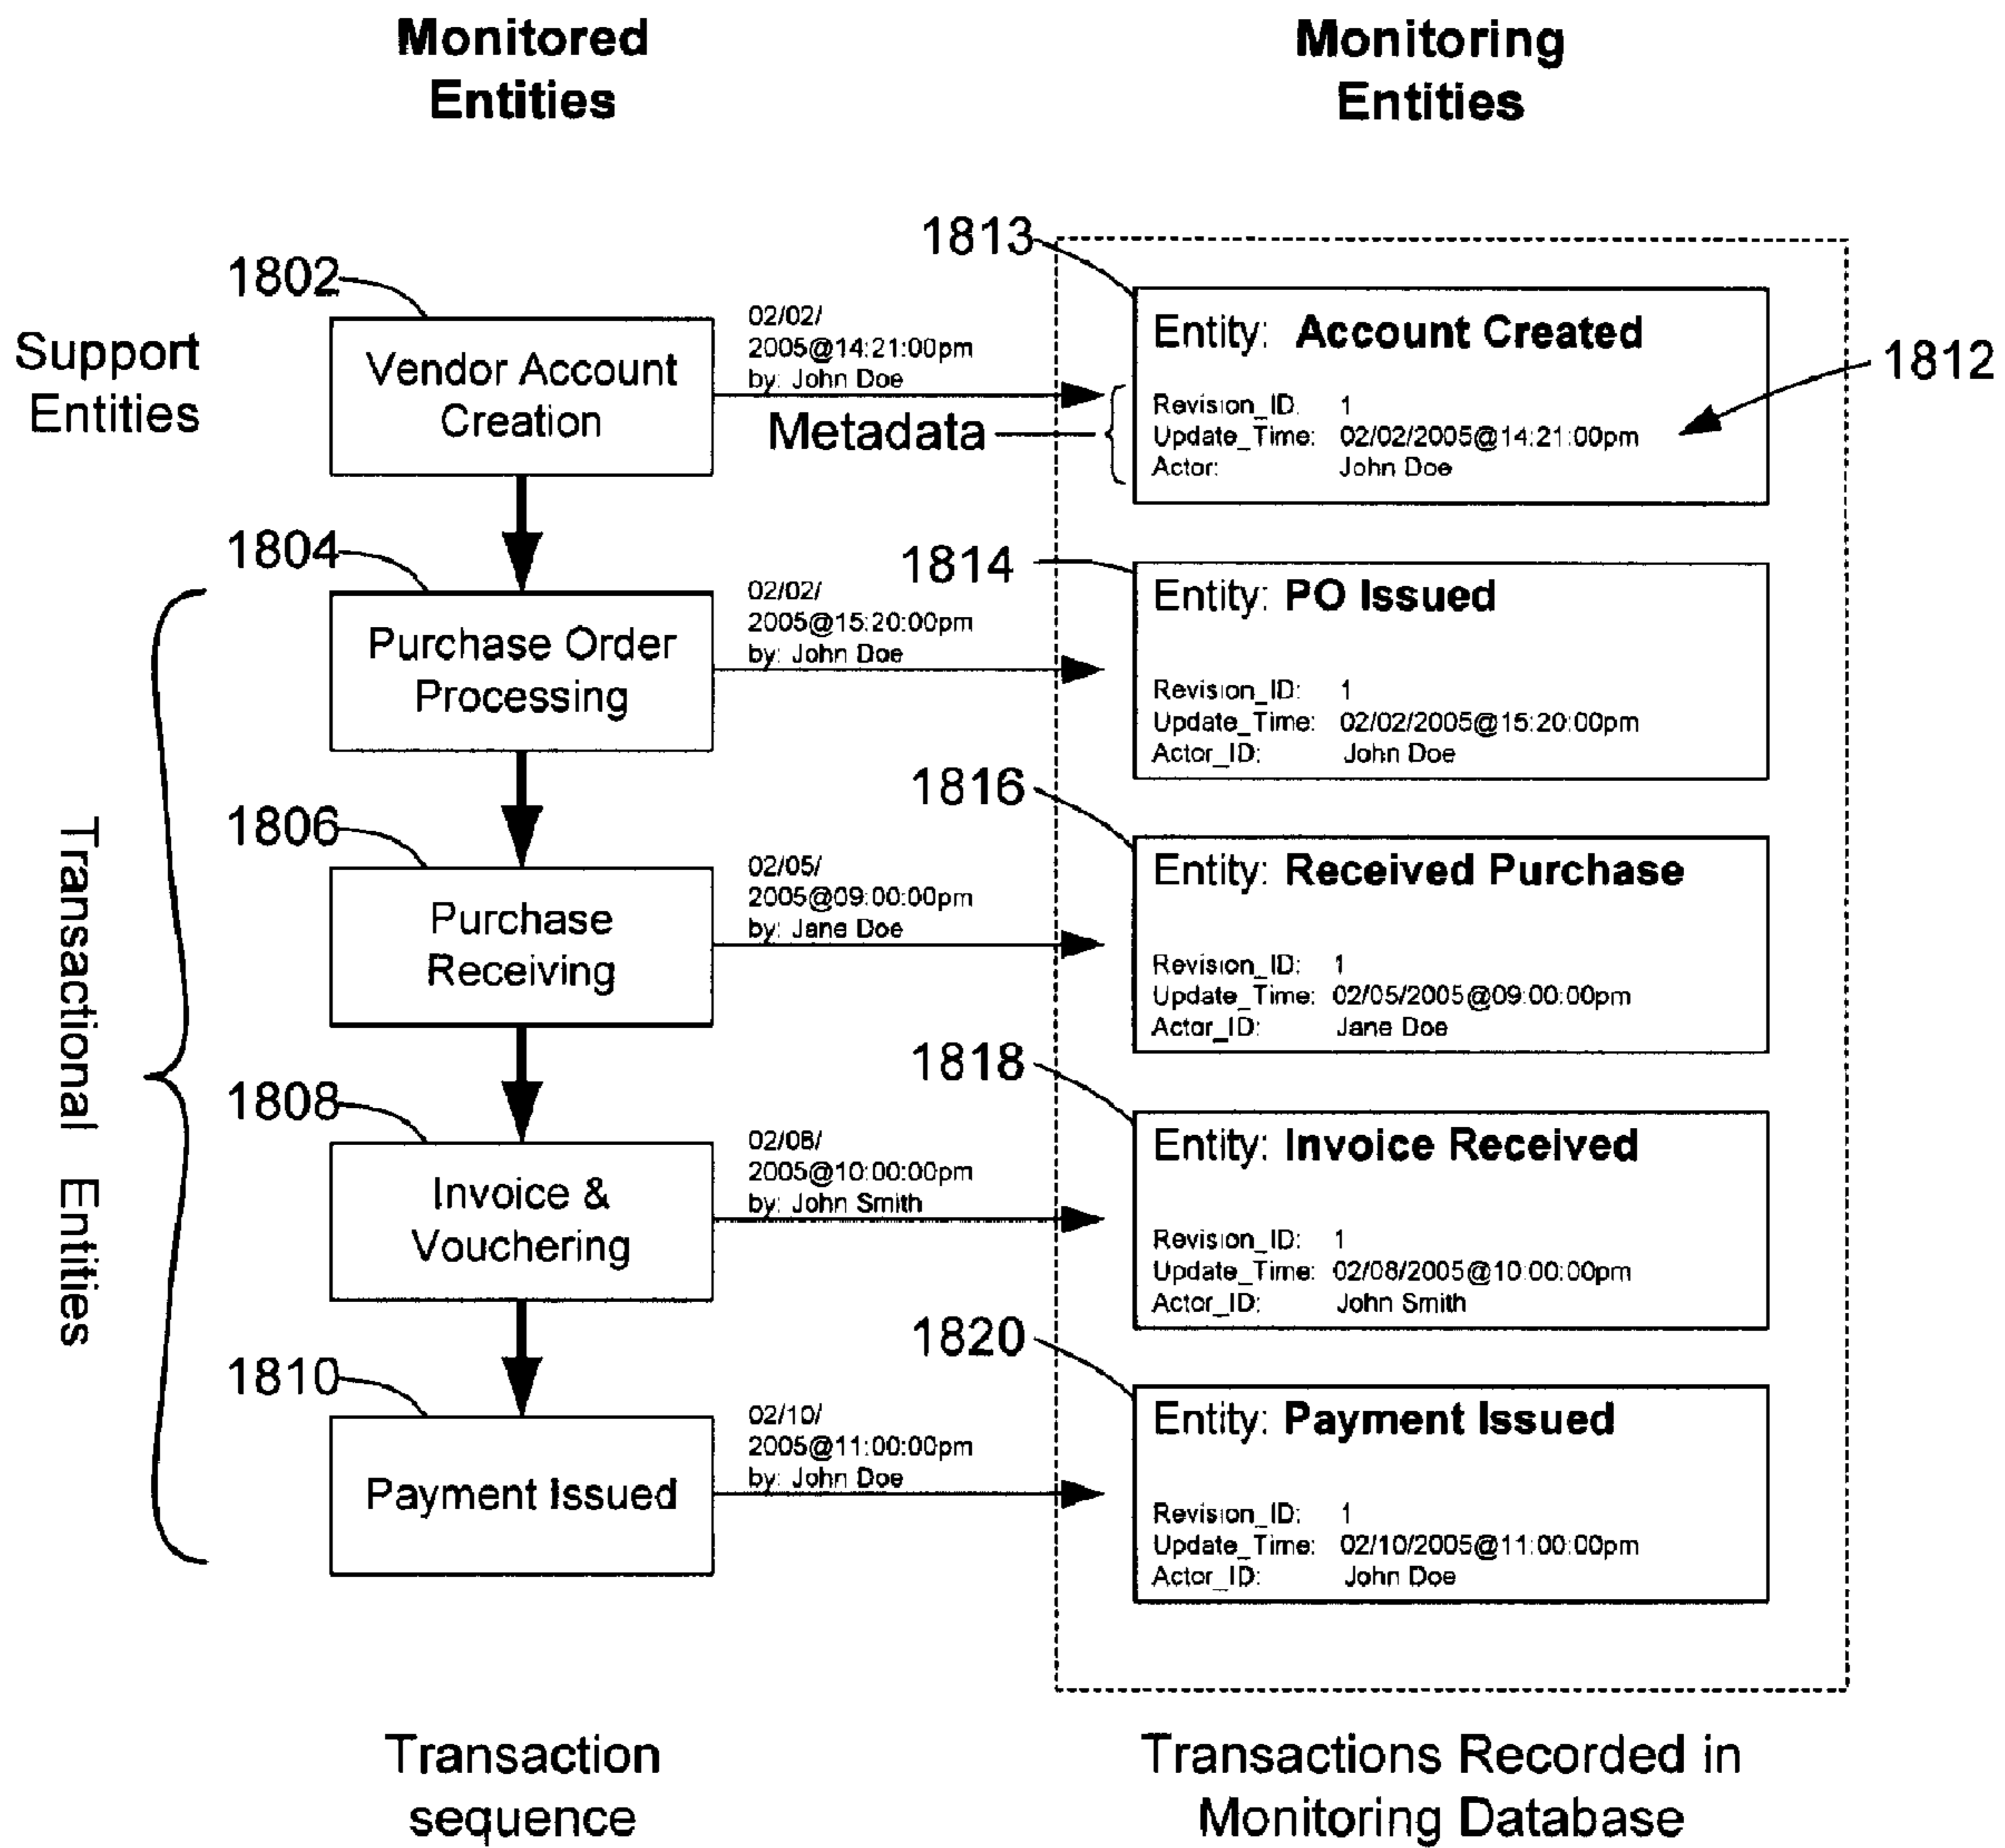 Monitored
Entities
Monitoring
Entities
Support
Entities
1802
Vendor Account
Creation
02/02/
2005@14:21:00pm
by: John Doe
Metadata
1813
Entity: Account Created
Revision_ID: 1
Update_Time: 02/02/2005@14:21:00pm
Actor: John Doe
1812
Transactional Entities
1804
Purchase Order
Processing
02/02/
2005@15:20:00pm
by: John Doe
1814
Entity: PO Issued
Revision_ID: 1
Update_Time: 02/02/2005@15:20:00pm
Actor_ID: John Doe
1806
Purchase
Receiving
02/05/
2005@09:00:00pm
by: Jane Doe
1816
Entity: Received Purchase
Revision_ID: 1
Update_Time: 02/05/2005@09:00:00pm
Actor_ID: Jane Doe
1808
Invoice &
Vouchering
02/08/
2005@10:00:00pm
by: John Smith
1818
Entity: Invoice Received
Revision_ID: 1
Update_Time: 02/08/2005@10:00:00pm
Actor_ID: John Smith
1810
Payment Issued
02/10/
2005@11:00:00pm
by: John Doe
1820
Entity: Payment Issued
Revision_ID: 1
Update_Time: 02/10/2005@11:00:00pm
Actor_ID: John Doe
Transaction
sequence
Transactions Recorded in
Monitoring Database